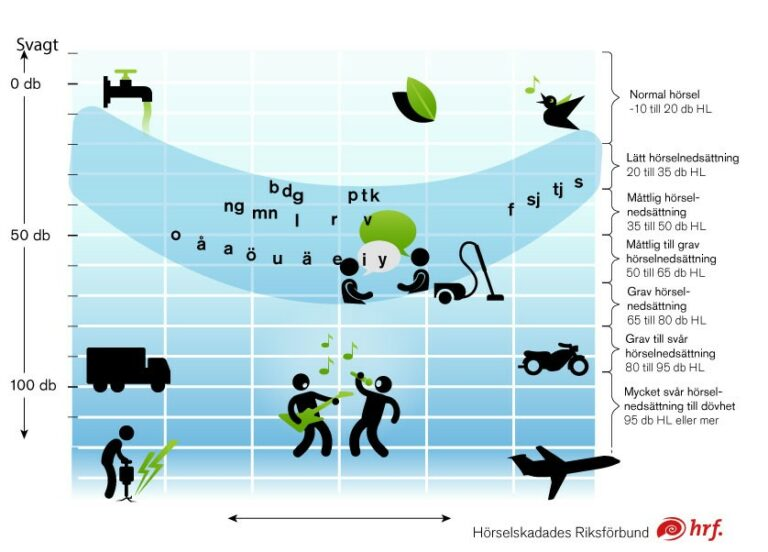 Svagt
0 db
50 db
100 db
b d g
p t k
ng
mn
l
r
v
f
sj
tj
s
o
å
a
ö
u
ä
e
i
y
Normal hörsel
-10 till 20 db HL
Lätt hörselnedsättning
20 till 35 db HL
Måttlig hörsel-
nedsättning
35 till 50 db HL
Måttlig till grav
hörselnedsättning
50 till 65 db HL
Grav hörsel-
nedsättning
65 till 80 db HL
Grav till svår
hörselnedsättning
80 till 95 db HL
Mycket svår hörsel-
nedsättning till dövhet
95 db HL eller mer
Hörselskadades Riksförbund hrf.